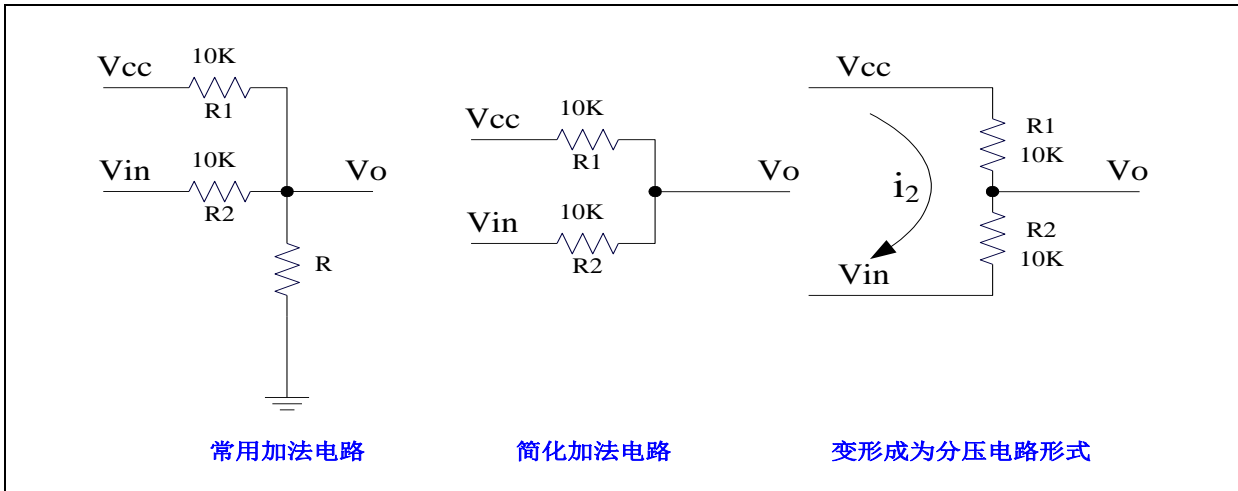 Vcc
10K
R1
Vin
10K
R2
Vo
R
常用加法电路
Vcc
10K
R1
Vin
10K
R2
Vo
简化加法电路
Vcc
R1
10K
Vo
i2
R2
10K
Vin
变形成为分压电路形式